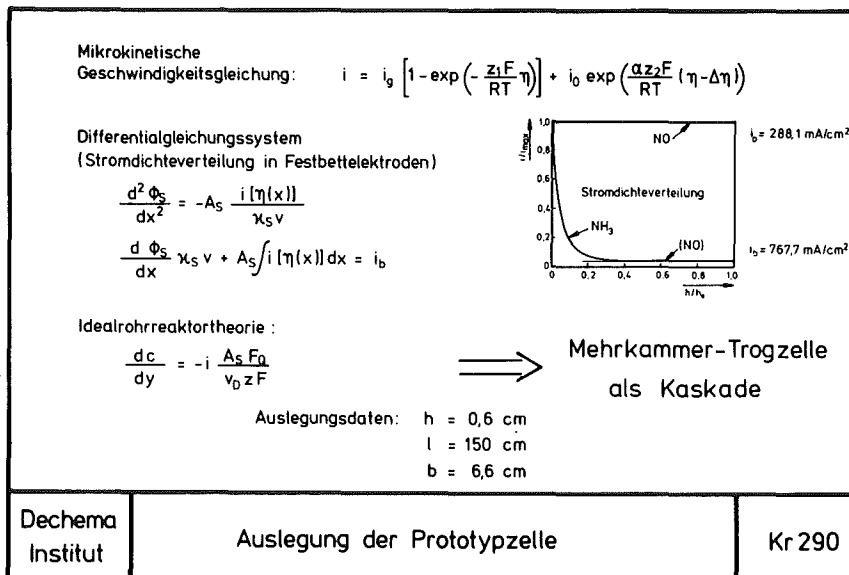 Mikrokinetische
Geschwindigkeitsgleichung: i = i_g [1 - exp(- z₁F/RT η)] + i₀ exp(αz₂F/RT (η-Δη))
Differentialgleichungssystem
(Stromdichteverteilung in Festbettelektroden)
d²Φ_S/dx² = -A_S i[η(x)]/(ϰ_S v)
dΦ_S/dx ϰ_S v + A_S∫i[η(x)]dx = i_b
i/i_max
1,0
0,8
0,6
0,4
0,2
0
NO
i_b = 288,1 mA/cm²
Stromdichteverteilung
NH₃
(NO)
i_b = 767,7 mA/cm²
0 0,2 0,4 0,6 0,8 1,0
Idealrohrreaktortheorie :
dc/dy = -i A_S F_Q/(v_D z F)
⟹ Mehrkammer-Trogzelle
als Kaskade
Auslegungsdaten: h = 0,6 cm
l = 150 cm
b = 6,6 cm
Dechema
Institut
Auslegung der Prototypzelle
Kr 290